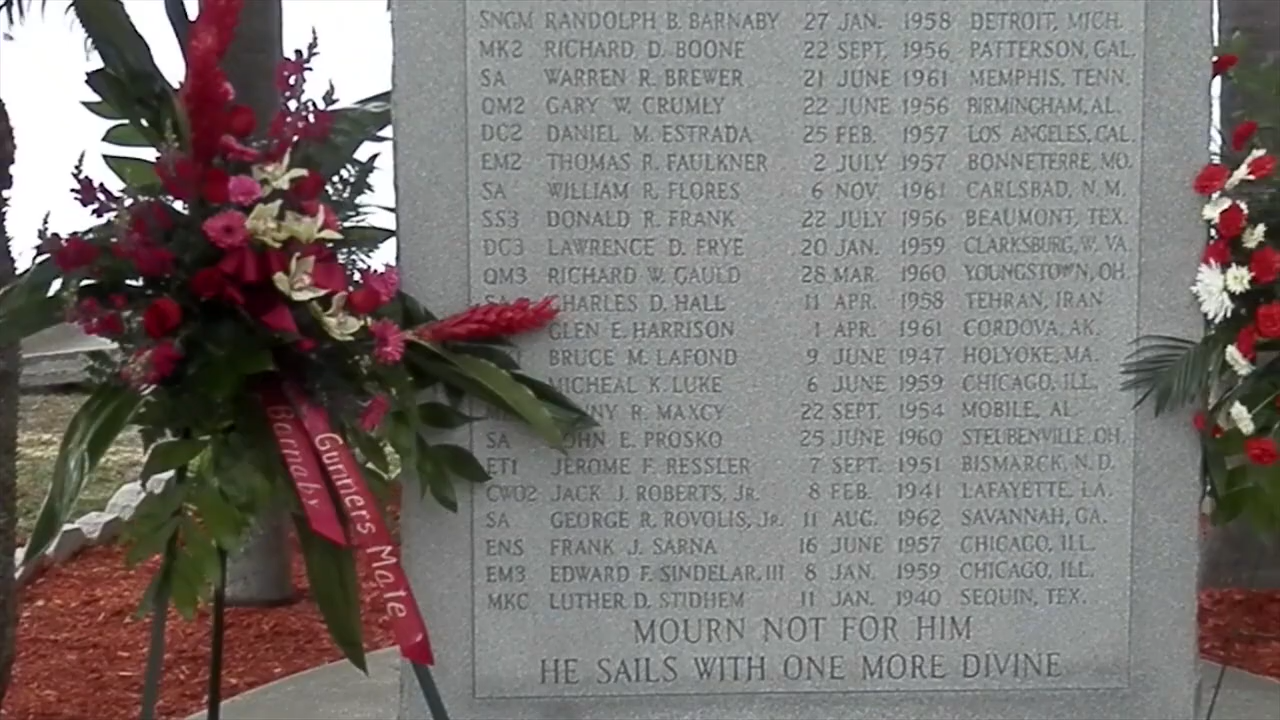 SNGM RANDOLPH B. BARNABY 27 JAN. 1958 DETROIT, MICH.
MK2 RICHARD D. BOONE 22 SEPT. 1956 PATTERSON, CAL.
SA WARREN R. BREWER 21 JUNE 1961 MEMPHIS, TENN.
QM2 GARY W. CRUMLY 22 JUNE 1956 BIRMINGHAM, AL.
DC2 DANIEL M. ESTRADA 25 FEB. 1957 LOS ANGELES, CAL
EM2 THOMAS R. FAULKNER 2 JULY 1957 BONNETERRE, MO.
SA WILLIAM R. FLORES 6 NOV. 1961 CARLSBAD, N. M.
SS3 DONALD R. FRANK 22 JULY 1956 BEAUMONT, TEX.
DC3 LAWRENCE D. FRYE 20 JAN. 1959 CLARKSBURG, W. VA.
QM3 RICHARD W. GAULD 28 MAR. 1960 YOUNGSTOWN, OH.
SA CHARLES D. HALL 11 APR. 1958 TEHRAN, IRAN
GLEN E. HARRISON 1 APR. 1961 CORDOVA, AK.
BRUCE M. LAFOND 9 JUNE 1947 HOLYOKE, MA.
MICHEAL K. LUKE 6 JUNE 1959 CHICAGO, ILL.
R. MAXCY 22 SEPT. 1954 MOBILE, AL
SA JOHN E. PROSKO 25 JUNE 1960 STEUBENVILLE, OH.
ET1 JEROME F. RESSLER 7 SEPT. 1951 BISMARCK, N. D.
CWO2 JACK J. ROBERTS, JR. 8 FEB. 1941 LAFAYETTE, LA.
SA GEORGE R. ROVOLIS, JR. 11 AUG. 1962 SAVANNAH, GA.
ENS FRANK J. SARNA 16 JUNE 1957 CHICAGO, ILL.
EM3 EDWARD F. SINDELAR, III 8 JAN. 1959 CHICAGO, ILL.
MKC LUTHER D. STIDHEM 11 JAN. 1940 SEQUIN, TEX.
MOURN NOT FOR HIM
HE SAILS WITH ONE MORE DIVINE
Barnaby
Gunners Mate